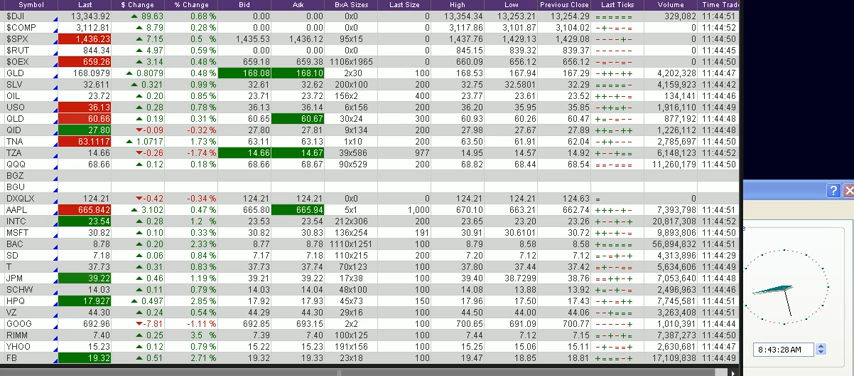 Symbol Last $ Change % Change Bid Ask BxA Sizes Last Size High Low Previous Close Last Ticks Volume Time Trade
$DJI 13,343.92 89.63 0.68 % 0.00 0.00 0x0 0 13,354.34 13,253.21 13,254.29 ====== 329,082 11:44:51
$COMP 3,112.81 8.79 0.28 % 0.00 0.00 0x0 0 3,117.86 3,101.87 3,104.02 0 11:44:52
$SPX 1,436.23 7.15 0.5 % 1,435.53 1,436.12 95x15 0 1,437.76 1,429.13 1,429.08 0 11:44:50
$RUT 844.34 4.97 0.59 % 0.00 0.00 0x0 0 845.15 839.32 839.37 0 11:44:45
$OEX 659.26 3.14 0.48 % 659.18 659.38 1106x1965 0 660.09 656.12 656.12 0 11:44:50
GLD 168.0979 0.8079 0.48 % 168.08 168.10 2x30 100 168.53 167.94 167.29 4,202,328 11:44:47
SLV 32.611 0.321 0.99 % 32.61 32.62 200x100 200 32.75 32.5801 32.29 4,159,923 11:44:42
OIL 23.72 0.20 0.85 % 23.71 23.72 156x2 400 23.77 23.61 23.52 134,141 11:44:46
USO 36.13 0.28 0.78 % 36.13 36.14 6x156 200 36.20 35.95 35.85 1,916,110 11:44:49
QLD 60.66 0.19 0.31 % 60.65 60.67 30x24 300 60.93 60.26 60.47 877,192 11:44:48
QID 27.80 -0.09 -0.32 % 27.80 27.81 9x134 200 27.98 27.67 27.89 1,226,112 11:44:48
TNA 63.1117 1.0717 1.73 % 63.11 63.13 1x10 200 63.50 61.91 62.04 2,785,697 11:44:50
TZA 14.66 -0.26 -1.74 % 14.66 14.67 39x586 977 14.95 14.57 14.92 6,148,123 11:44:52
QQQ 68.66 0.12 0.18 % 68.66 68.67 90x529 200 68.82 68.44 68.54 11,260,179 11:44:50
BGZ
BGU
DXQLX 124.21 -0.42 -0.34 % 124.21 124.21 0x0 124.21 124.21 124.63 = 0
AAPL 665.842 3.102 0.47 % 665.80 665.94 5x1 1,000 670.10 663.21 662.74 7,393,798 11:44:51
INTC 23.54 0.28 1.2 % 23.54 23.55 212x306 200 23.65 23.20 23.26 20,817,308 11:44:52
MSFT 30.82 0.10 0.33 % 30.82 30.83 136x254 191 30.91 30.6101 30.72 9,893,806 11:44:50
BAC 8.78 0.20 2.33 % 8.77 8.78 1110x1251 100 8.79 8.58 8.58 ====== 56,894,832 11:44:51
SD 7.18 0.06 0.84 % 7.17 7.18 110x215 200 7.20 7.12 7.12 4,313,896 11:44:29
T 37.73 0.31 0.83 % 37.73 37.74 70x123 100 37.80 37.44 37.42 5,634,606 11:44:49
JPM 39.22 0.46 1.19 % 39.21 39.22 17x38 100 39.40 38.7299 38.76 7,053,640 11:44:48
SCHW 14.03 0.11 0.79 % 14.03 14.04 48x100 100 14.08 13.88 13.92 2,496,963 11:44:46
HPQ 17.927 0.497 2.85 % 17.92 17.93 45x73 150 17.96 17.50 17.43 7,745,581 11:44:51
VZ 44.30 0.24 0.54 % 44.29 44.30 29x16 100 44.36 44.00 44.06 3,263,408 11:44:51
GOOG 692.96 -7.81 -1.11 % 692.85 693.15 2x2 100 700.65 691.09 700.77 1,010,391 11:44:44
RIMM 7.40 0.25 3.5 % 7.39 7.40 100x125 100 7.44 7.12 7.15 17,109,838 11:44:50
YHOO 15.23 0.12 0.79 % 15.22 15.23 191x156 100 15.25 15.06 15.11 2,630,681 11:44:47
FB 19.32 0.51 2.71 % 19.32 19.33 23x18 100 19.47 18.85 18.81 7,387,538 11:44:49
8:43:28 AM